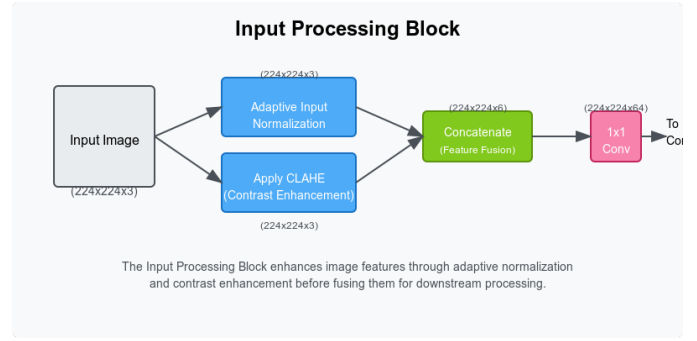 Input Processing Block
Input Image
(224x224x3)
(224x224x3)
Adaptive Input
Normalization
Apply CLAHE
(Contrast Enhancement)
(224x224x3)
(224x224x6)
Concatenate
(Feature Fusion)
(224x224x64)
1x1
Conv
To
The Input Processing Block enhances image features through adaptive normalization
and contrast enhancement before fusing them for downstream processing.